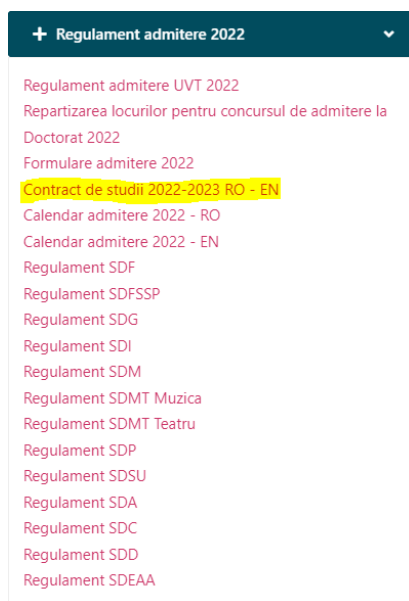 + Regulament admitere 2022
Regulament admitere UVT 2022
Repartizarea locurilor pentru concursul de admitere la
Doctorat 2022
Formulare admitere 2022
Contract de studii 2022-2023 RO - EN
Calendar admitere 2022 - RO
Calendar admitere 2022 - EN
Regulament SDF
Regulament SDFSSP
Regulament SDG
Regulament SDI
Regulament SDM
Regulament SDMT Muzica
Regulament SDMT Teatru
Regulament SDP
Regulament SDSU
Regulament SDA
Regulament SDC
Regulament SDD
Regulament SDEAA